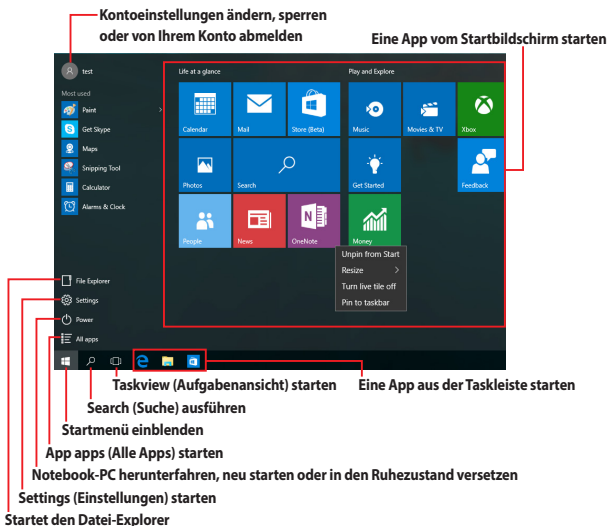 Kontoeinstellungen ändern, sperren
oder von Ihrem Konto abmelden
Eine App vom Startbildschirm starten
test
Most used
Paint
Get Skype
Maps
Snipping Tool
Calculator
Alarms & Clock
File Explorer
Settings
Power
All apps
Life at a glance
Play and Explore
Calendar
Mail
Store (Beta)
Music
Movies & TV
Xbox
Photos
Search
Get Started
Feedback
People
News
OneNote
Money
Unpin from Start
Resize
Turn live tile off
Pin to taskbar
Taskview (Aufgabenansicht) starten
Eine App aus der Taskleiste starten
Search (Suche) ausführen
Startmenü einblenden
App apps (Alle Apps) starten
Notebook-PC herunterfahren, neu starten oder in den Ruhezustand versetzen
Settings (Einstellungen) starten
Startet den Datei-Explorer